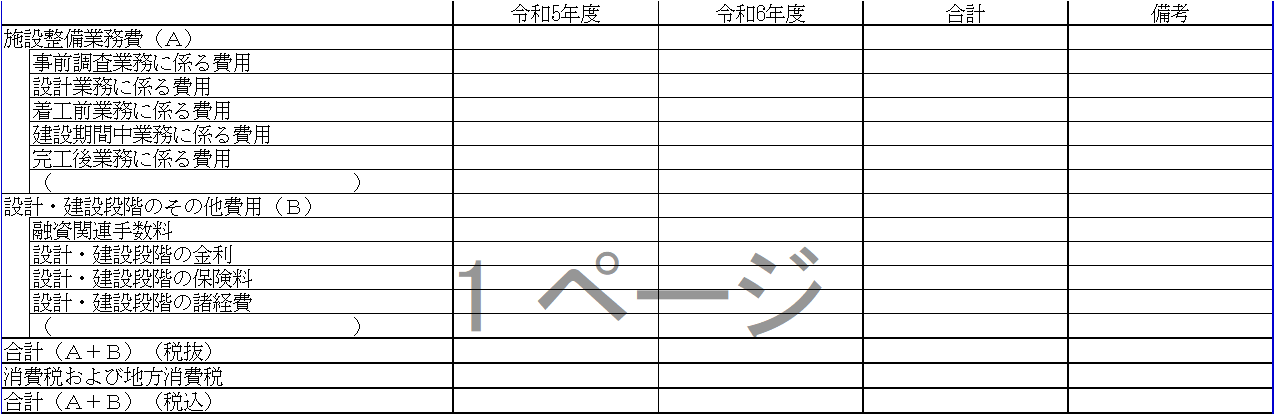 令和5年度 令和6年度 合計 備考
施設整備業務費（Ａ）
事前調査業務に係る費用
設計業務に係る費用
着工前業務に係る費用
建設期間中業務に係る費用
完工後業務に係る費用
（　　　　　　　　　　　　　　　）
設計・建設段階のその他費用（Ｂ）
融資関連手数料
設計・建設段階の金利
設計・建設段階の保険料
設計・建設段階の諸経費
（　　　　　　　　　　　　　　　）
合計（Ａ＋Ｂ）（税抜）
消費税および地方消費税
合計（Ａ＋Ｂ）（税込）
1 ページ